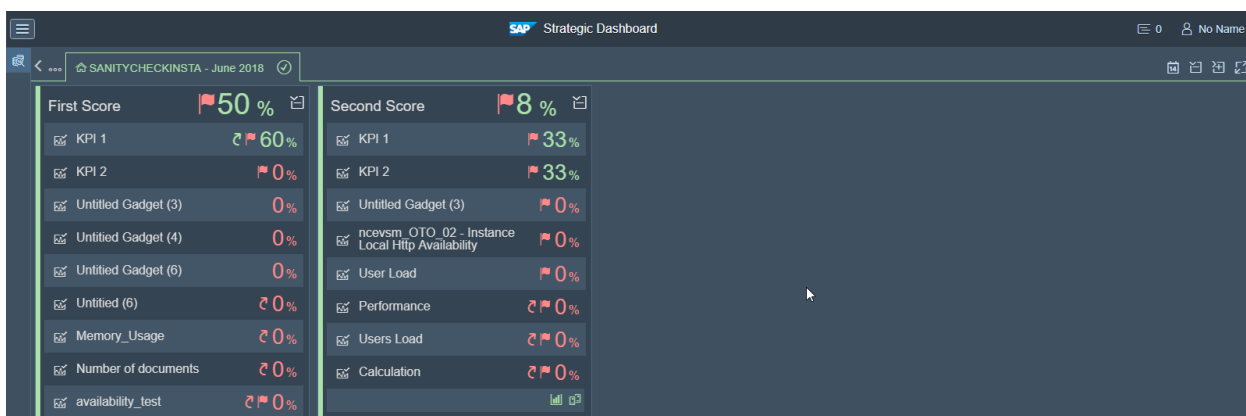 SAP Strategic Dashboard
0 No Name
SANITYCHECKINSTA - June 2018
14
First Score 50 %
KPI 1 60%
KPI 2 0%
Untitled Gadget (3) 0%
Untitied Gadget (4) 0%
Untitled Gadget (6) 0%
Untitied (6) 0%
Memory_Usage 0%
Number of documents 0%
availability_test 0%
Second Score 8 %
KPI 1 33%
KPI 2 33%
Untitled Gadget (3) 0%
ncevsm_OTO_02 - Instance
Local Http Availability 0%
User Load 0%
Performance 0%
Users Load 0%
Calculation 0%